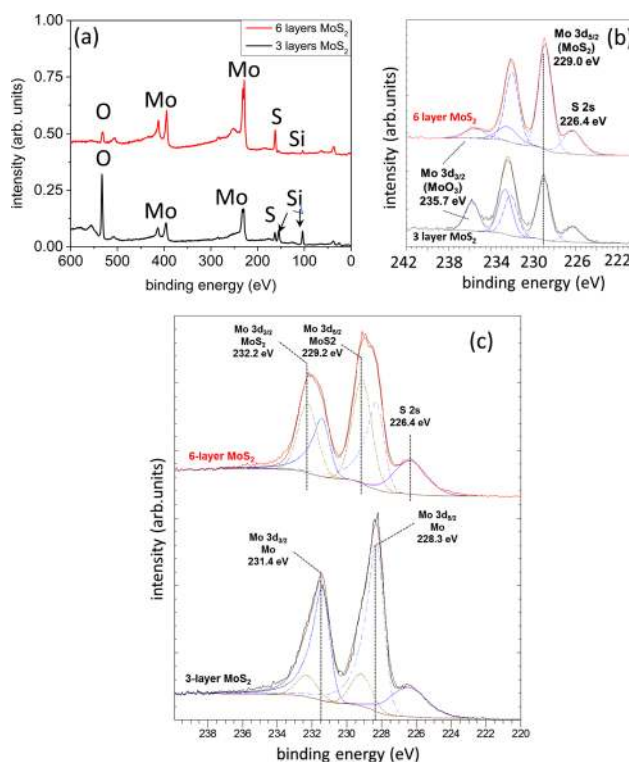 (a)
6 layers MoS₂
3 layers MoS₂
1.00
0.75
0.50
0.25
0.00
intensity (arb. units)
O
Mo
Mo
S
Si
O
Mo
Mo
S
Si
600 500 400 300 200 100 0
binding energy (eV)
(b)
Mo 3d₅/₂
(MoS₂)
229.0 eV
S 2s
226.4 eV
6 layer MoS₂
Mo 3d₃/₂
(MoO₃)
235.7 eV
3 layer MoS₂
intensity (arb. units)
242 238 234 230 226 222
binding energy (eV)
(c)
Mo 3d₃/₂
MoS₂
232.2 eV
Mo 3d₅/₂
MoS2
229.2 eV
S 2s
226.4 eV
6-layer MoS₂
Mo 3d₃/₂
Mo
231.4 eV
Mo 3d₅/₂
Mo
228.3 eV
3-layer MoS₂
intensity (arb.units)
238 236 234 232 230 228 226 224 222 220
binding energy (eV)